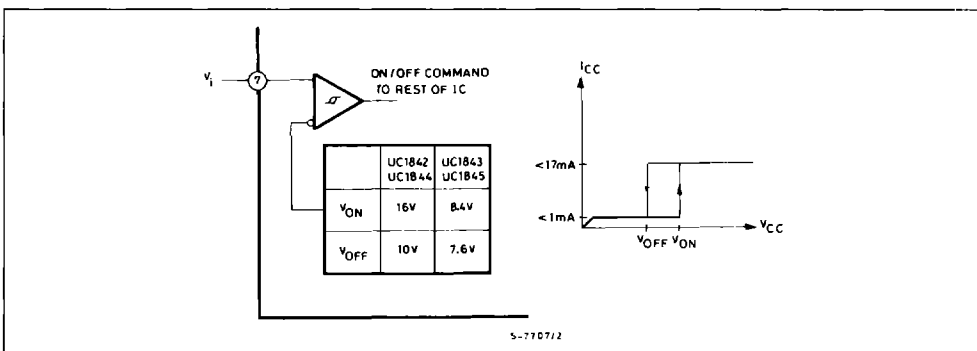 Vi
7
ON/OFF COMMAND
TO REST OF IC
UC1842 UC1843
UC1844 UC1845
VON 16V 8.4V
VOFF 10V 7.6V
ICC
<17mA
<1mA
VCC
VOFF VON
S-7707/2